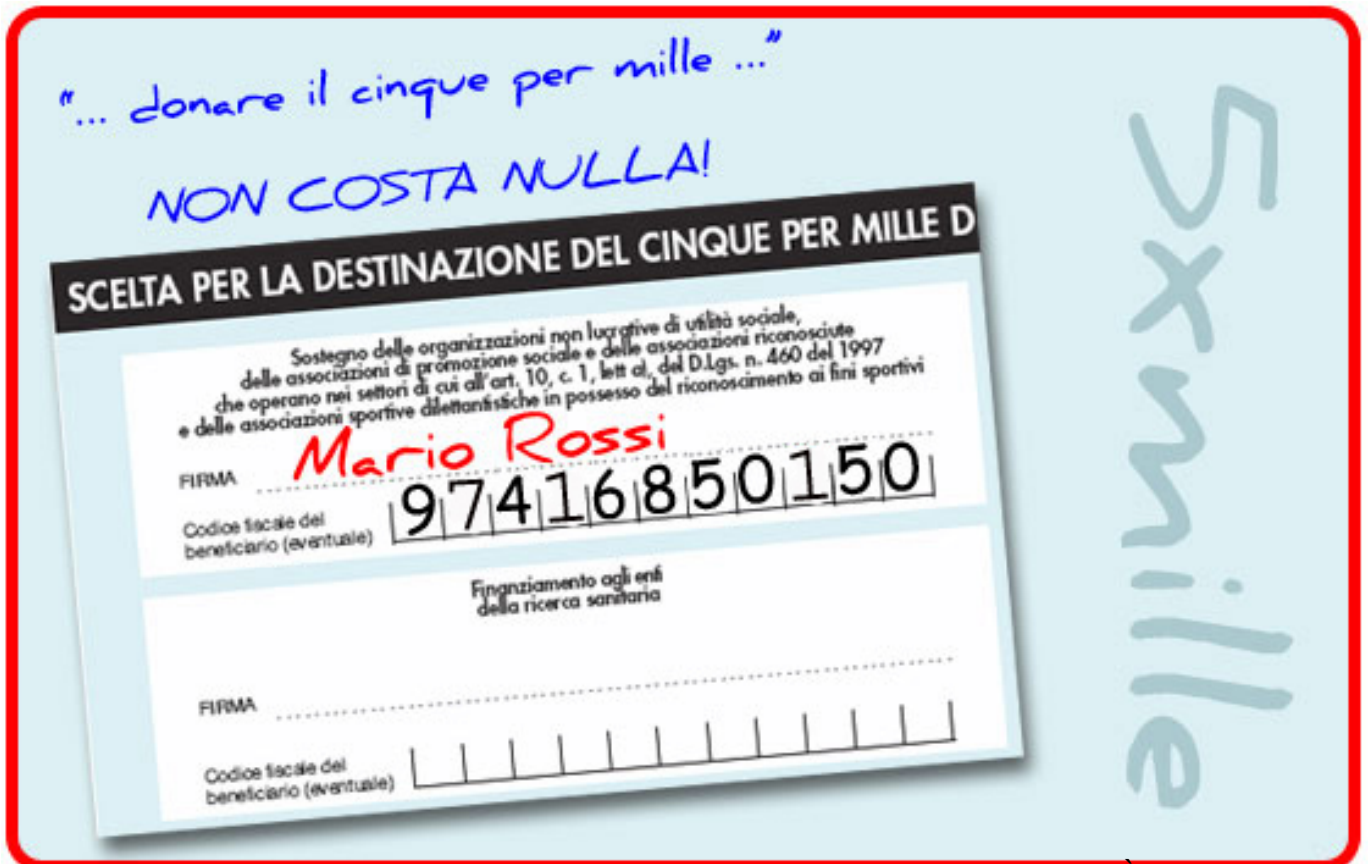 "... donare il cinque per mille ..."
NON COSTA NULLA!
SCELTA PER LA DESTINAZIONE DEL CINQUE PER MILLE D
Sostegno delle organizzazioni non lucrative di utilità sociale,
delle associazioni di promozione sociale e delle associazioni riconosciute
che operano nei settori di cui all'art. 10, c. 1, lett a), del D.Lgs. n. 460 del 1997
e delle associazioni sportive dilettantistiche in possesso del riconoscimento ai fini sportivi
FIRMA Mario Rossi
Codice fiscale del
beneficiario (eventuale) 97416850150
Finanziamento agli enti
della ricerca sanitaria
FIRMA
Codice fiscale del
beneficiario (eventuale)
5xmille